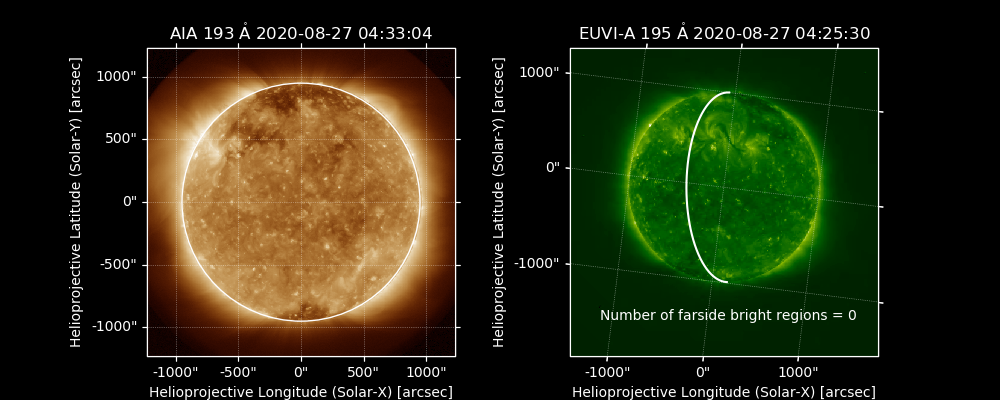 AIA 193 Å 2020-08-27 04:33:04
Helioprojective Latitude (Solar-Y) [arcsec]
1000"
500"
0"
-500"
-1000"
-1000"
-500"
0"
500"
1000"
Helioprojective Longitude (Solar-X) [arcsec]
EUVI-A 195 Å 2020-08-27 04:25:30
Helioprojective Latitude (Solar-Y) [arcsec]
1000"
0"
-1000"
Number of farside bright regions = 0
-1000"
0"
1000"
Helioprojective Longitude (Solar-X) [arcsec]